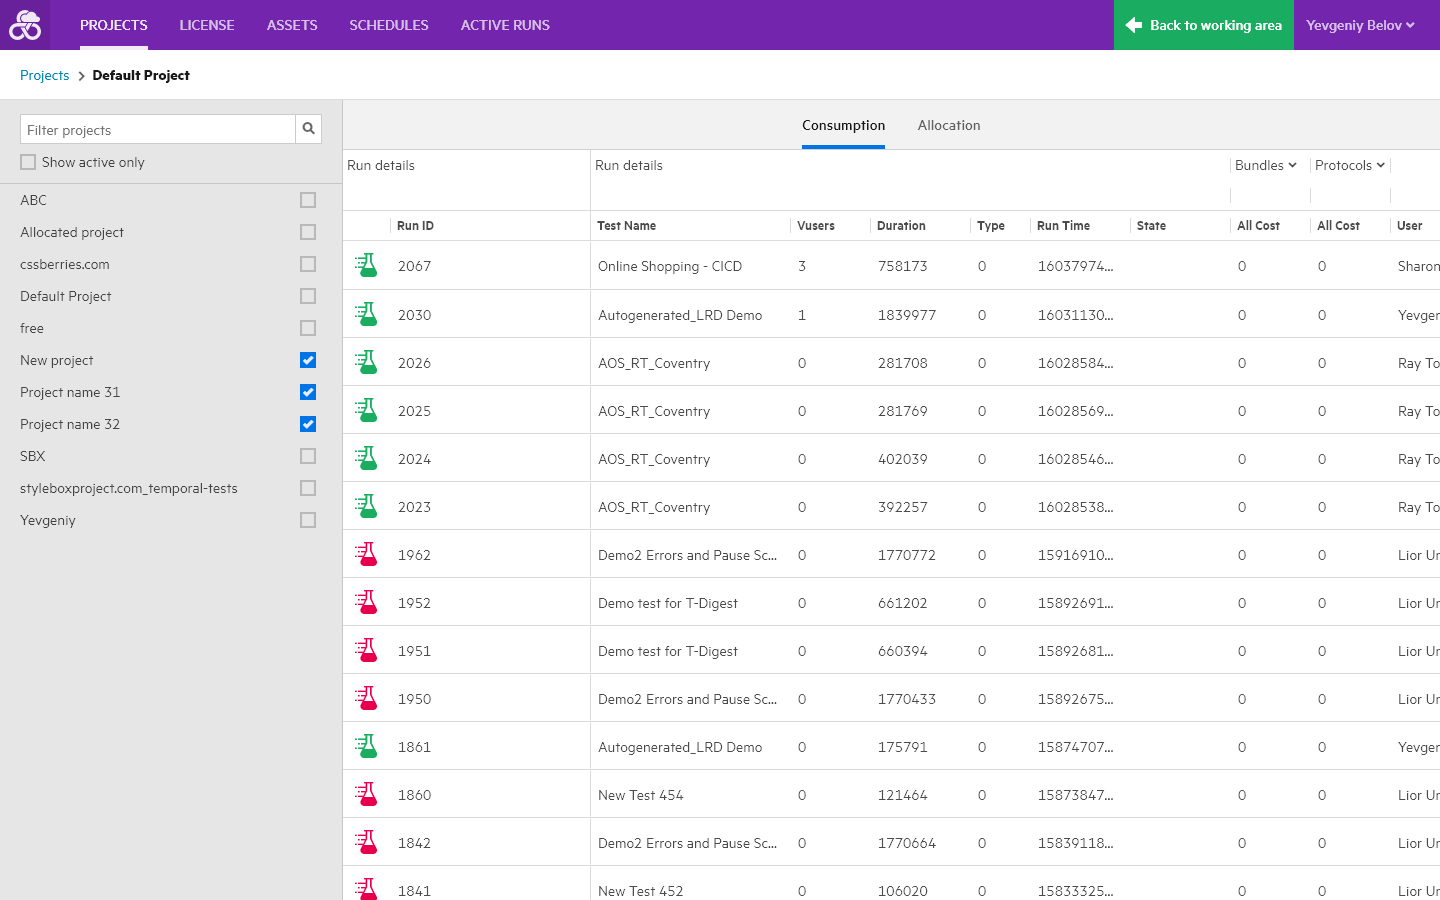 PROJECTS LICENSE ASSETS SCHEDULES ACTIVE RUNS Back to working area Yevgeniy Belov
Projects Default Project
Filter projects
Show active only
ABC
Allocated project
cssberries.com
Default Project
free
New project
Project name 31
Project name 32
SBX
styleboxproject.com_temporal-tests
Yevgeniy
Consumption Allocation
Run details Run details Bundles Protocols
Run ID Test Name Vusers Duration Type Run Time State All Cost All Cost User
2067 Online Shopping - CICD 3 758173 0 16037974... 0 0 Sharon
2030 Autogenerated_LRD Demo 1 1839977 0 16031130... 0 0 Yevger
2026 AOS_RT_Coventry 0 281708 0 16028584... 0 0 Ray To
2025 AOS_RT_Coventry 0 281769 0 16028569... 0 0 Ray To
2024 AOS_RT_Coventry 0 402039 0 16028546... 0 0 Ray To
2023 AOS_RT_Coventry 0 392257 0 16028538... 0 0 Ray To
1962 Demo2 Errors and Pause Sc... 0 1770772 0 15916910... 0 0 Lior Ur
1952 Demo test for T-Digest 0 661202 0 15892691... 0 0 Lior Ur
1951 Demo test for T-Digest 0 660394 0 15892681... 0 0 Lior Ur
1950 Demo2 Errors and Pause Sc... 0 1770433 0 15892675... 0 0 Lior Ur
1861 Autogenerated_LRD Demo 0 175791 0 15874707... 0 0 Yevger
1860 New Test 454 0 121464 0 15873847... 0 0 Lior Ur
1842 Demo2 Errors and Pause Sc... 0 1770664 0 15839118... 0 0 Lior Ur
1841 New Test 452 0 106020 0 15833325... 0 0 Lior Ur